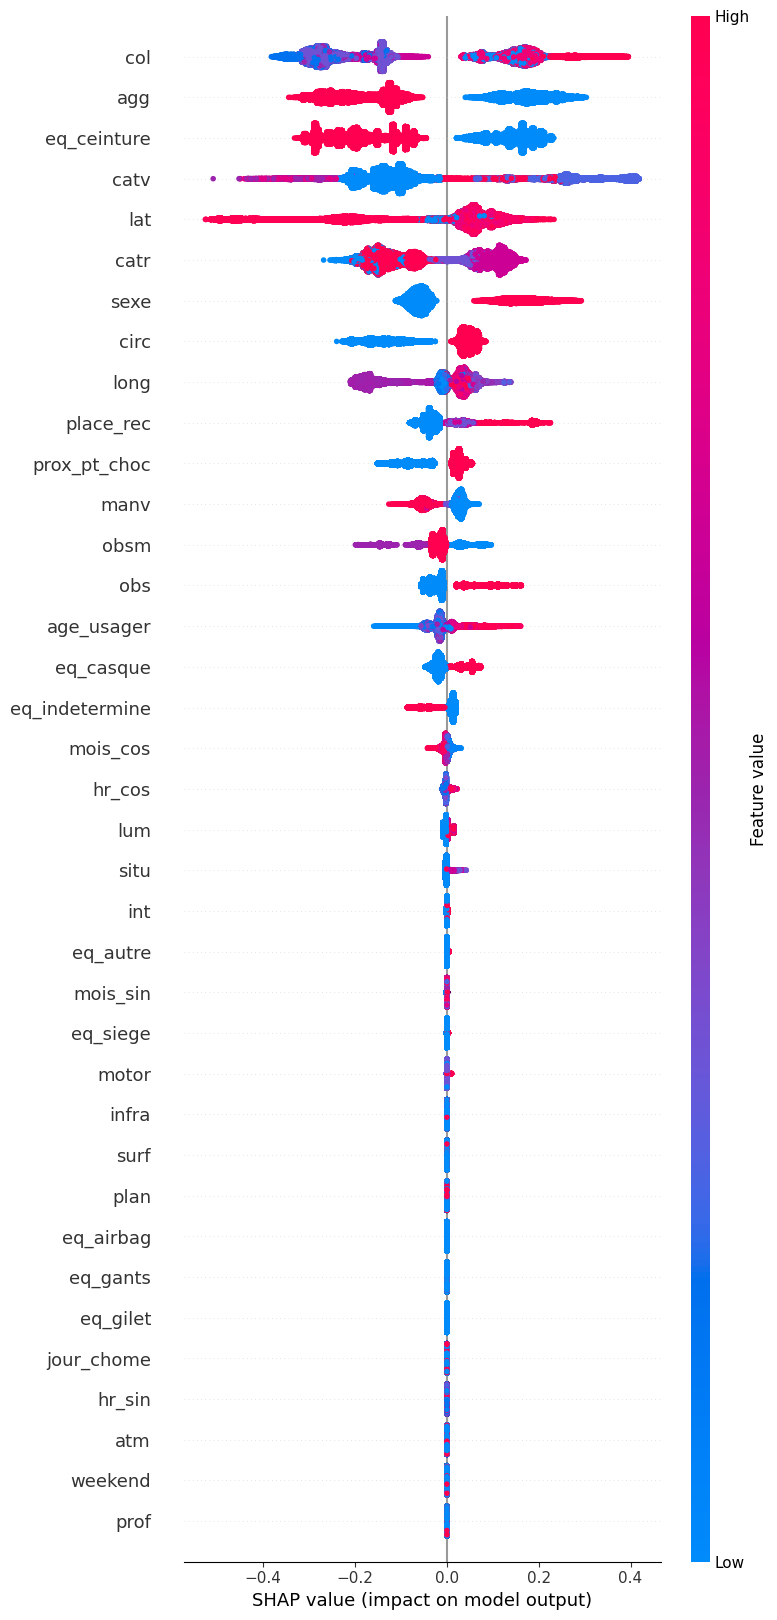 High
col
agg
eq_ceinture
catv
lat
catr
sexe
circ
long
place_rec
prox_pt_choc
manv
obsm
obs
age_usager
eq_casque
eq_indetermine
mois_cos
hr_cos
lum
situ
int
eq_autre
mois_sin
eq_siege
motor
infra
surf
plan
eq_airbag
eq_gants
eq_gilet
jour_chome
hr_sin
atm
weekend
prof
Feature value
Low
−0.4 −0.2 0.0 0.2 0.4
SHAP value (impact on model output)